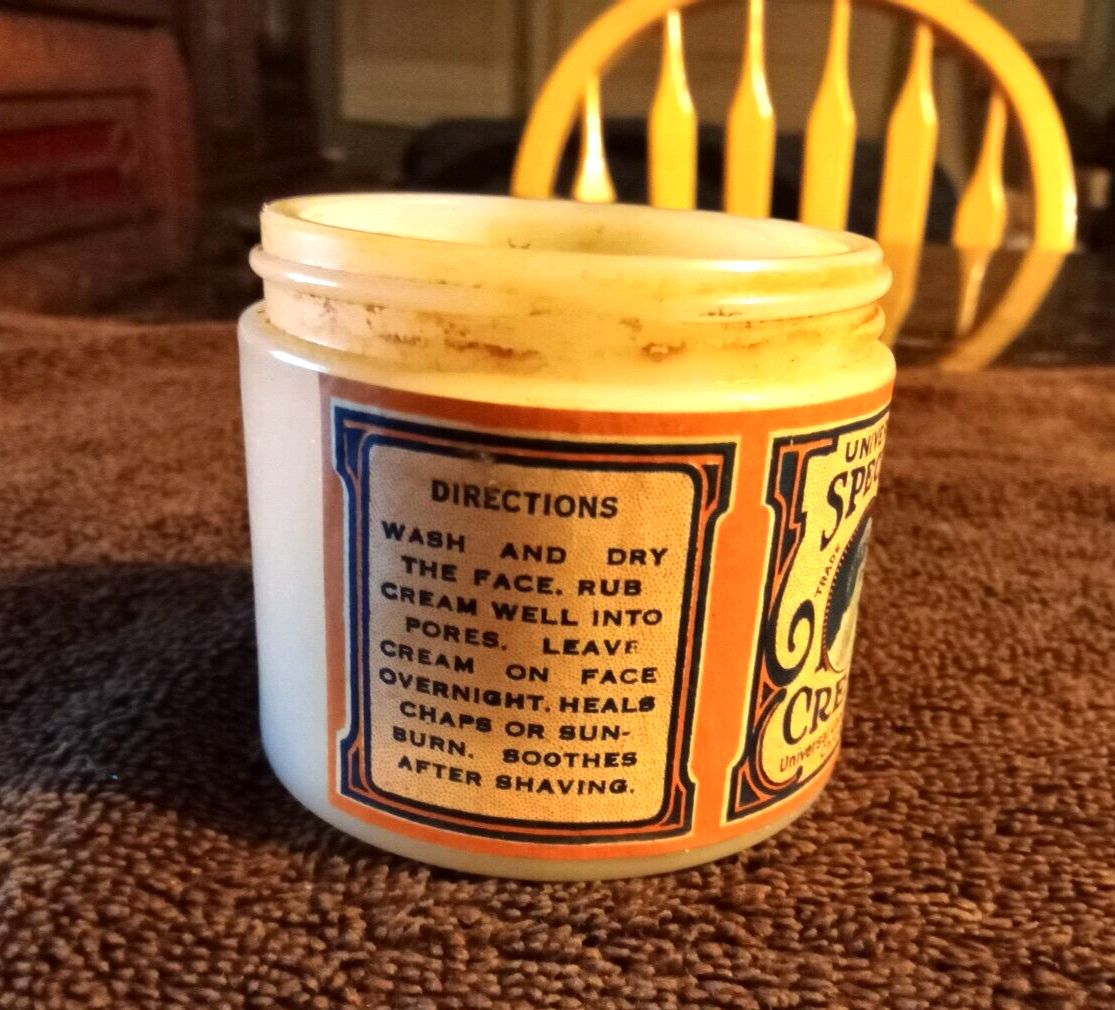 DIRECTIONS
WASH AND DRY
THE FACE. RUB
CREAM WELL INTO
PORES. LEAVE
CREAM ON FACE
OVERNIGHT. HEALS
CHAPS OR SUN-
BURN. SOOTHES
AFTER SHAVING.
TRADE